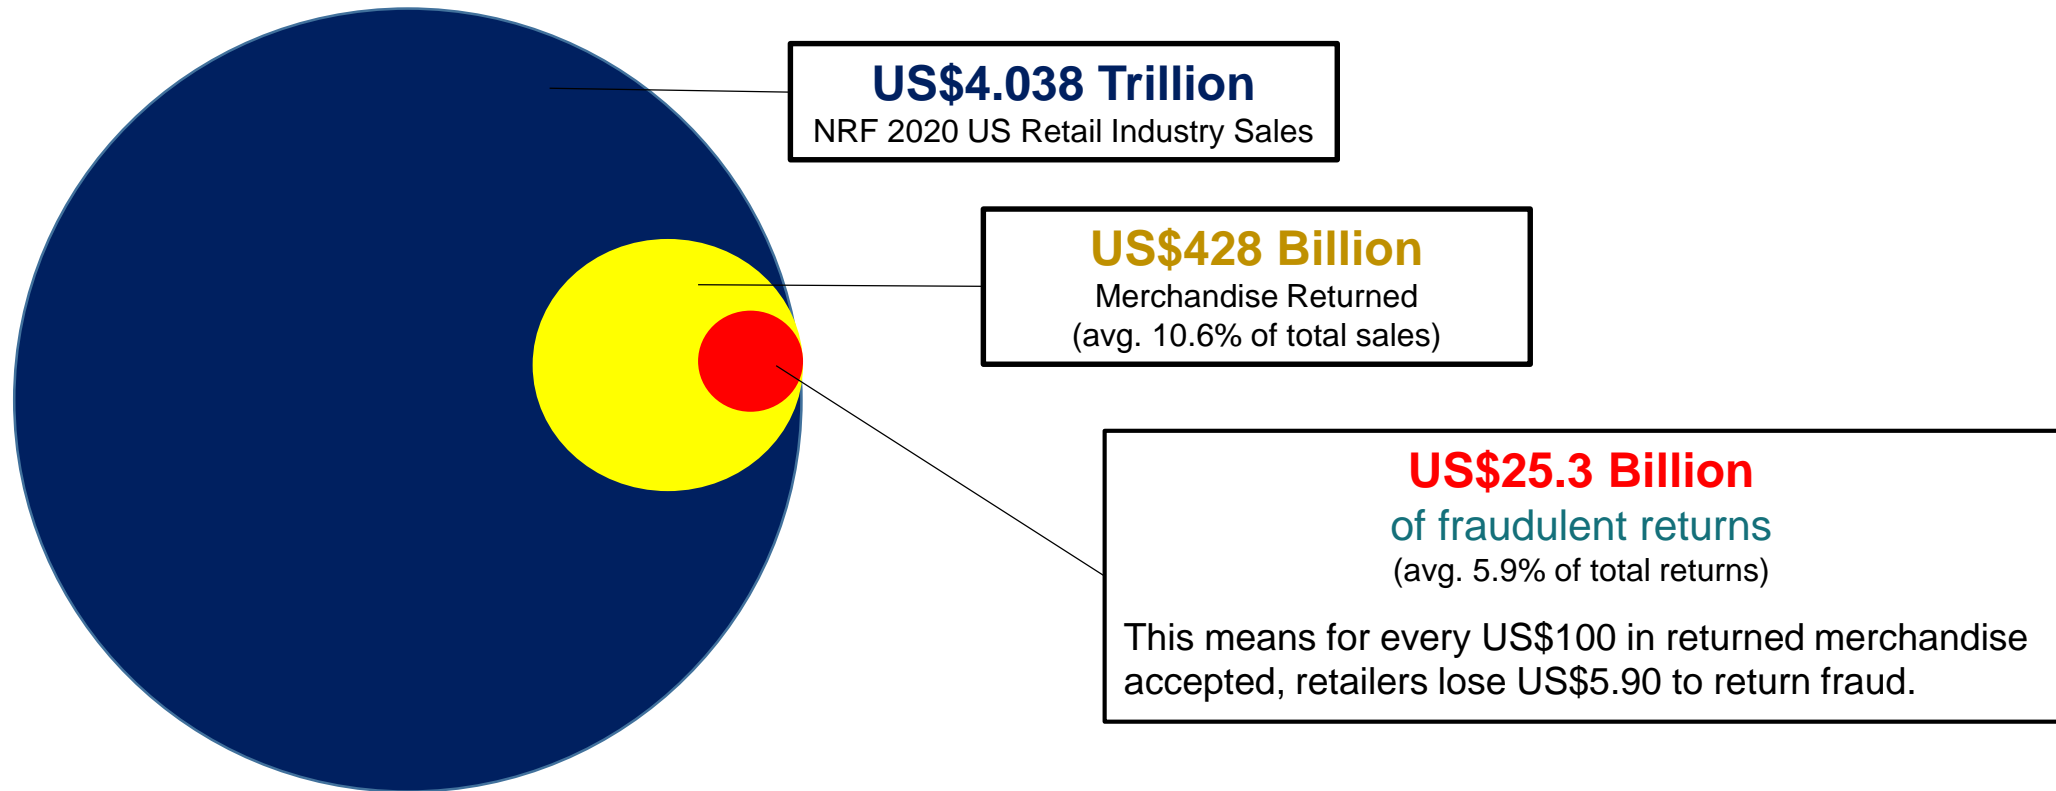 US$4.038 Trillion
NRF 2020 US Retail Industry Sales
US$428 Billion
Merchandise Returned
(avg. 10.6% of total sales)
US$25.3 Billion
of fraudulent returns
(avg. 5.9% of total returns)
This means for every US$100 in returned merchandise
accepted, retailers lose US$5.90 to return fraud.